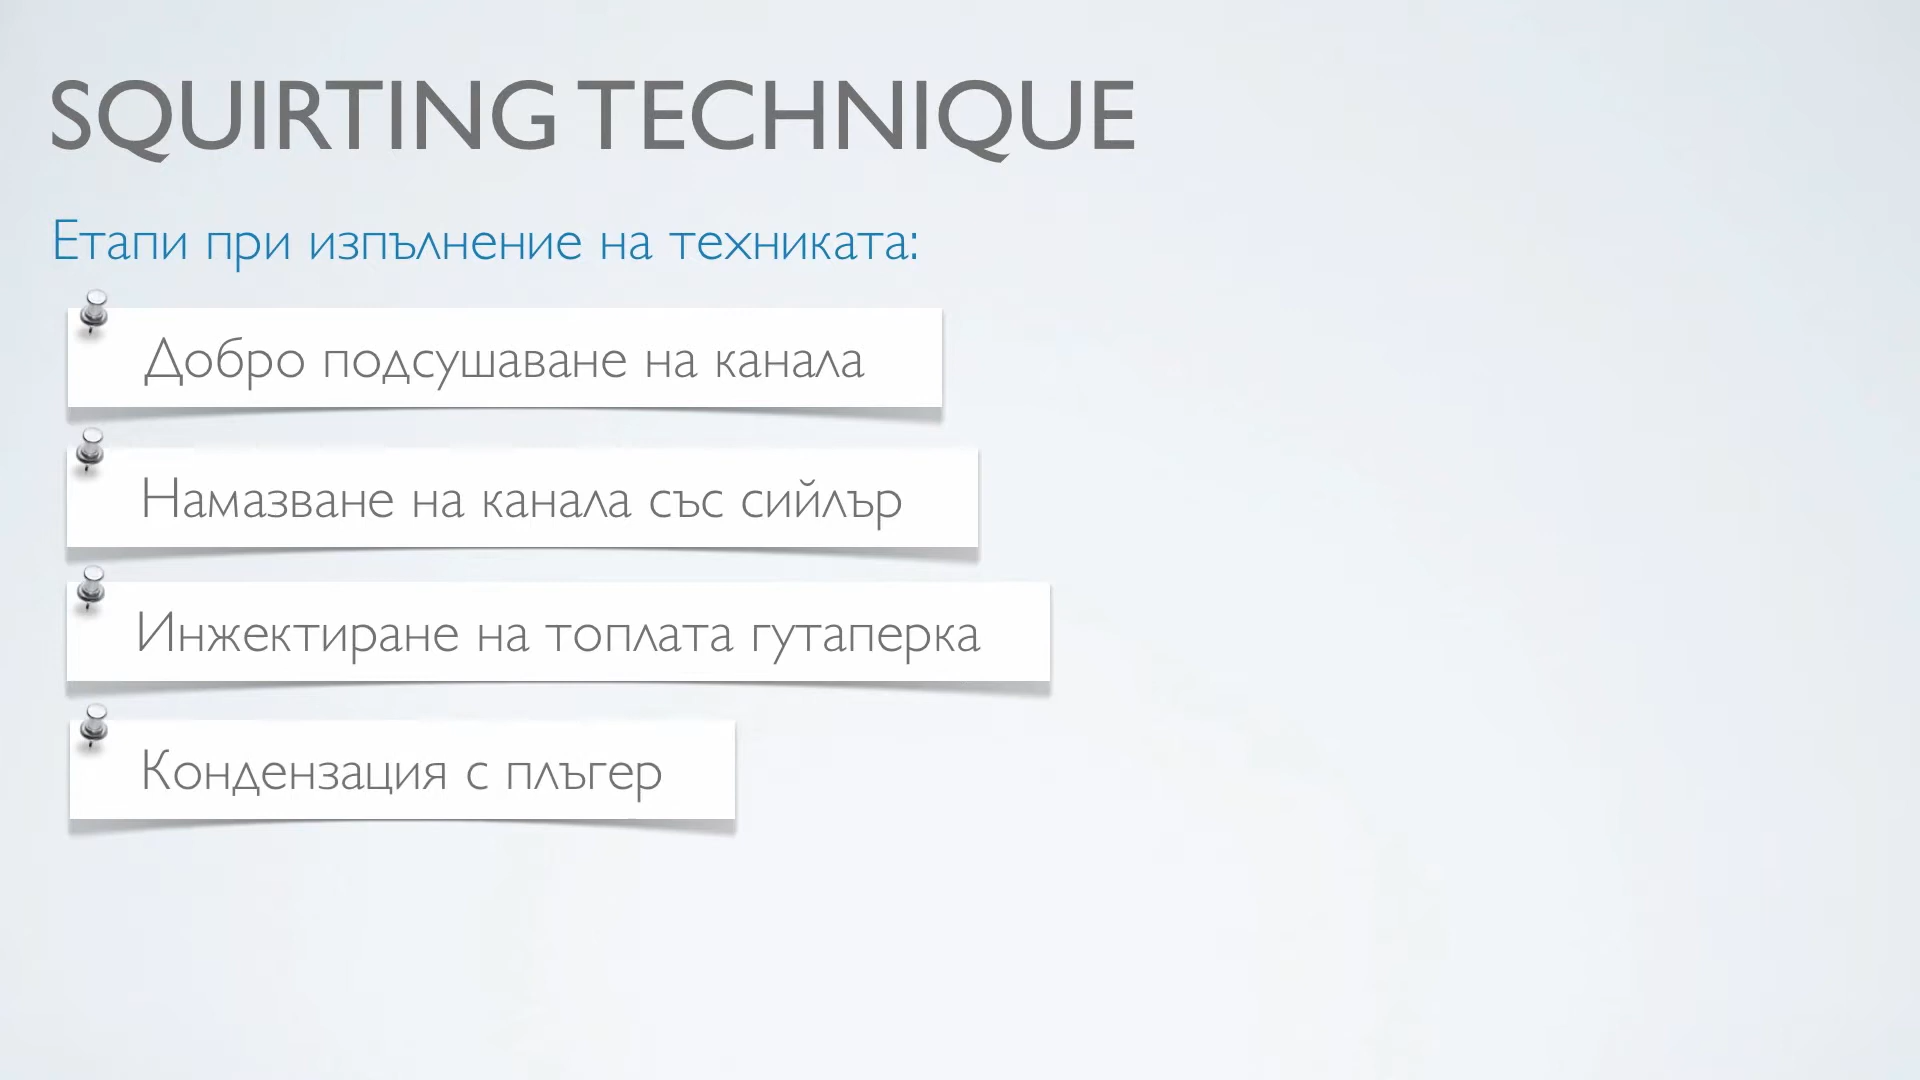 SQUIRTING TECHNIQUE
Етапи при изпълнение на техниката:
Добро подсушаване на канала
Намазване на канала със сийлър
Инжектиране на топлата гутаперка
Кондензация с плъгер